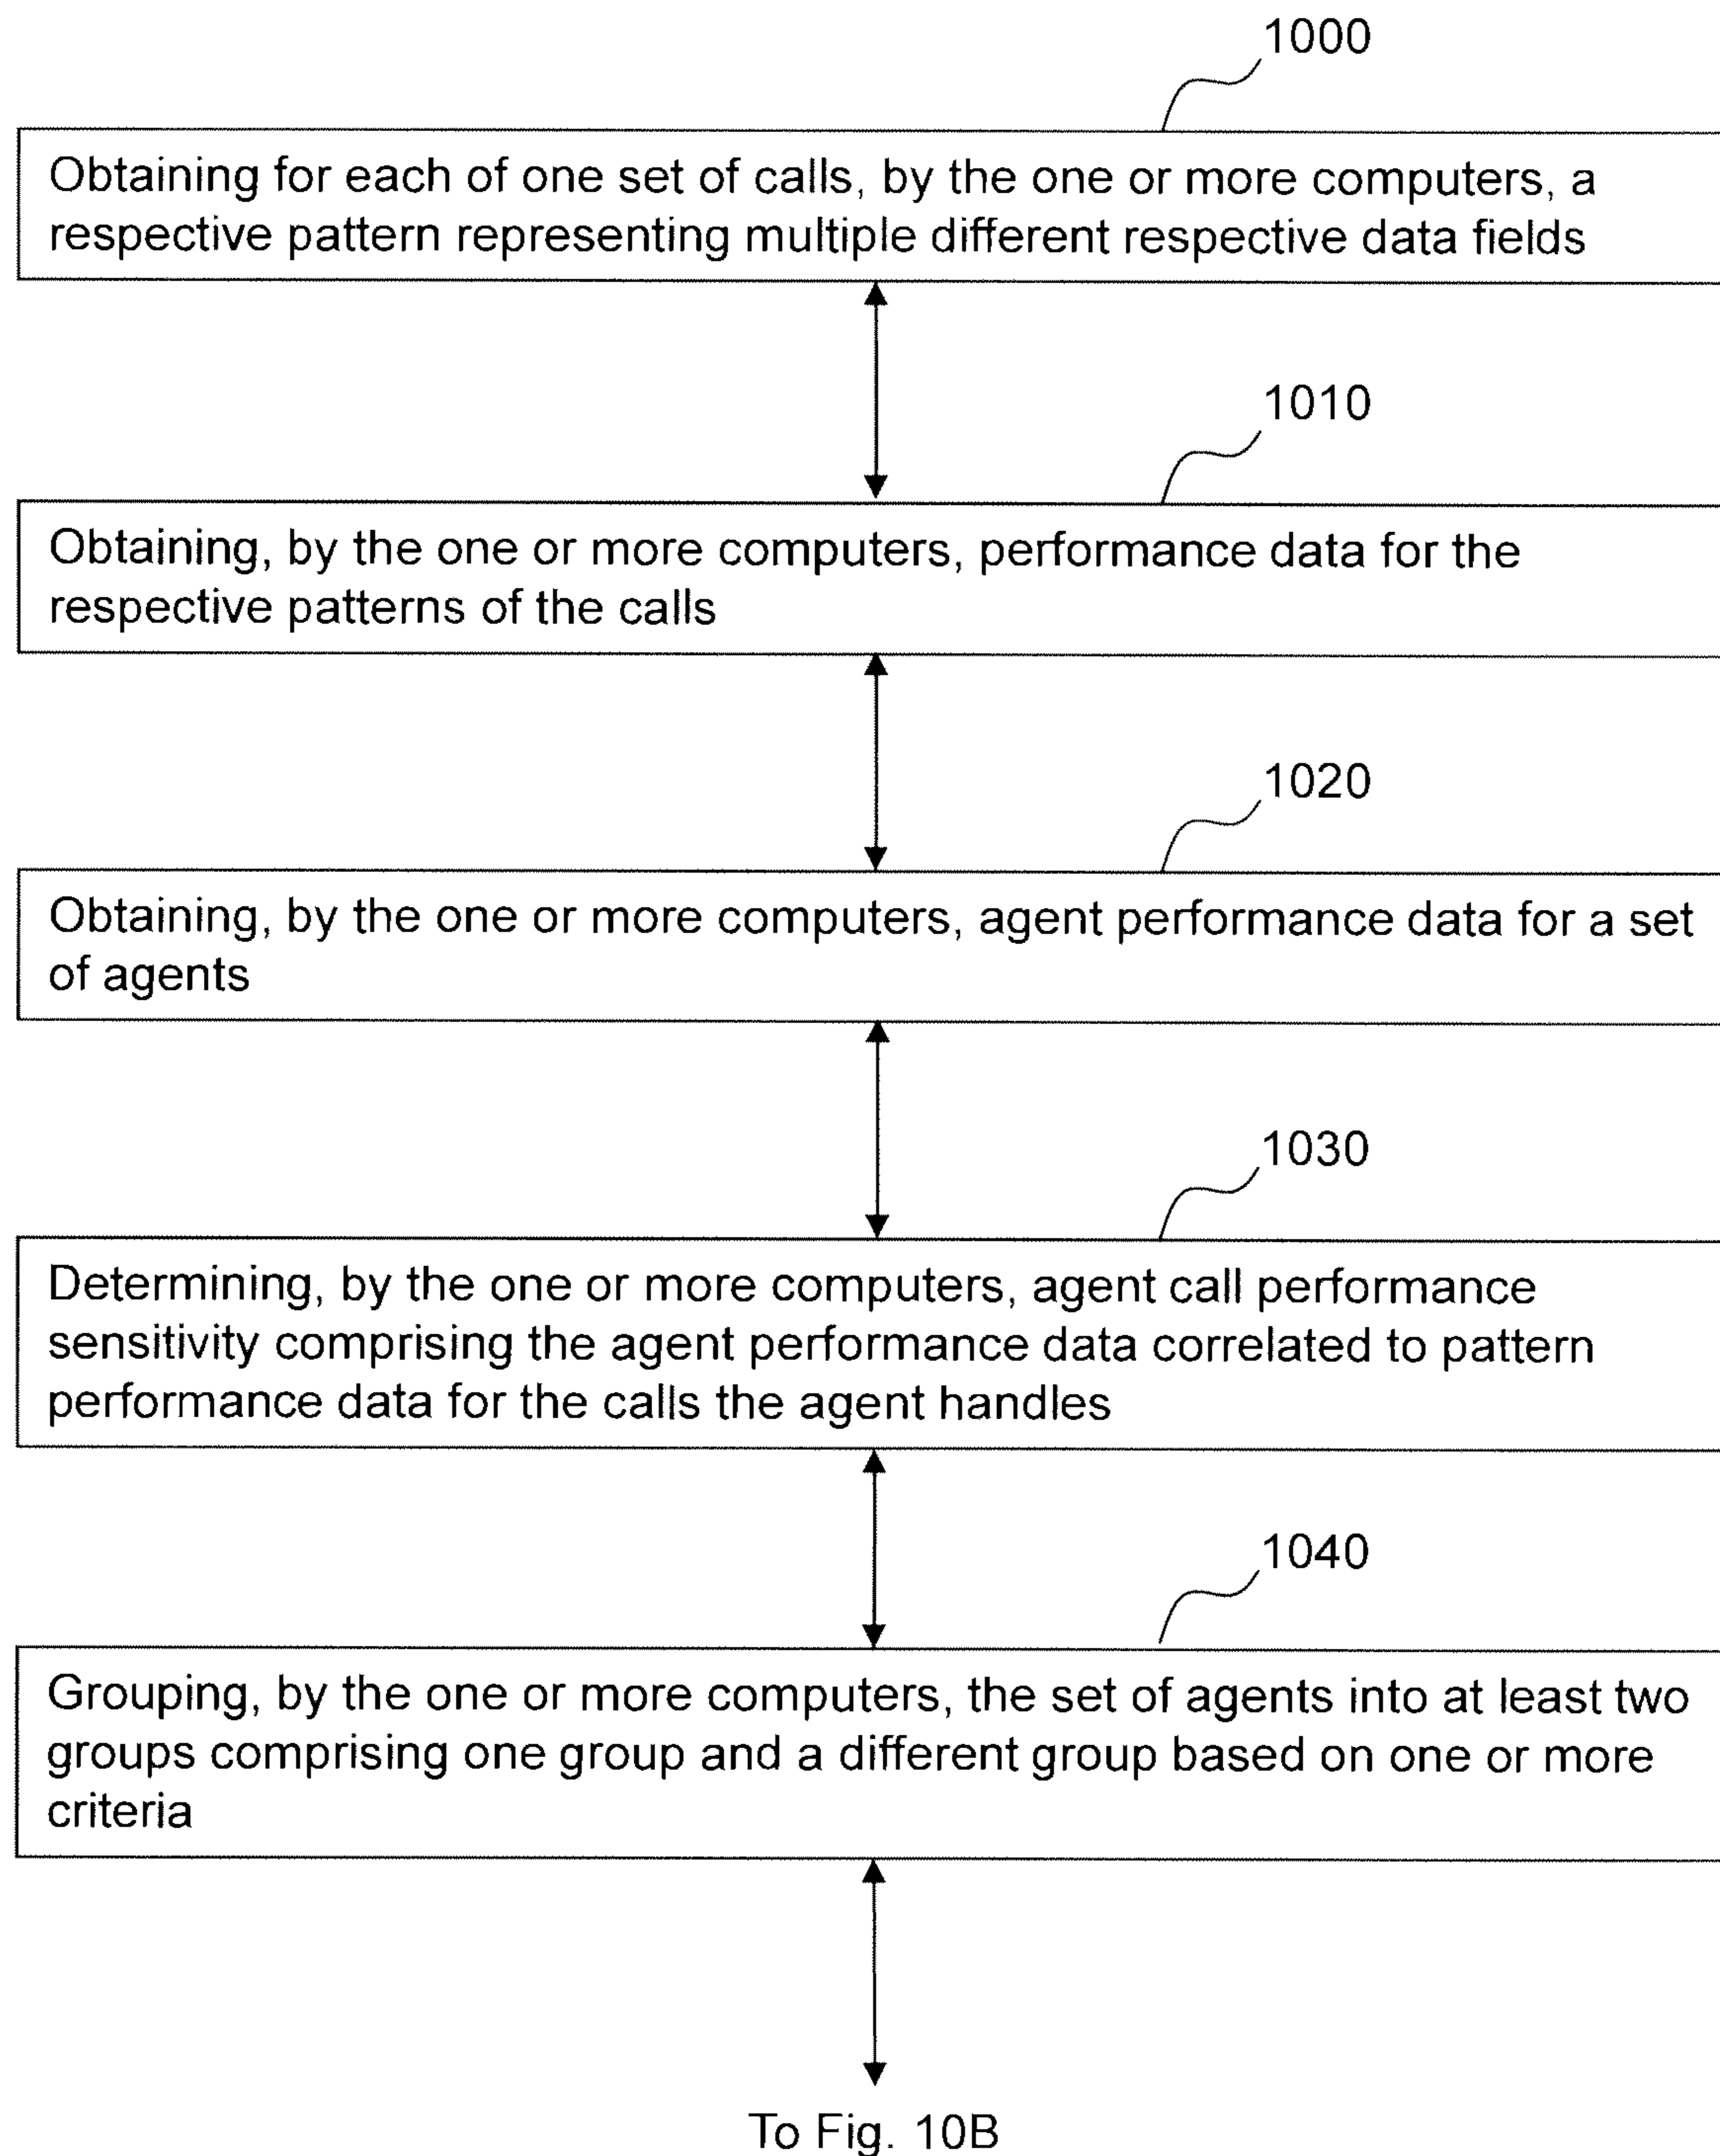 1000
Obtaining for each of one set of calls, by the one or more computers, a
respective pattern representing multiple different respective data fields
1010
Obtaining, by the one or more computers, performance data for the
respective patterns of the calls
1020
Obtaining, by the one or more computers, agent performance data for a set
of agents
1030
Determining, by the one or more computers, agent call performance
sensitivity comprising the agent performance data correlated to pattern
performance data for the calls the agent handles
1040
Grouping, by the one or more computers, the set of agents into at least two
groups comprising one group and a different group based on one or more
criteria
To Fig. 10B